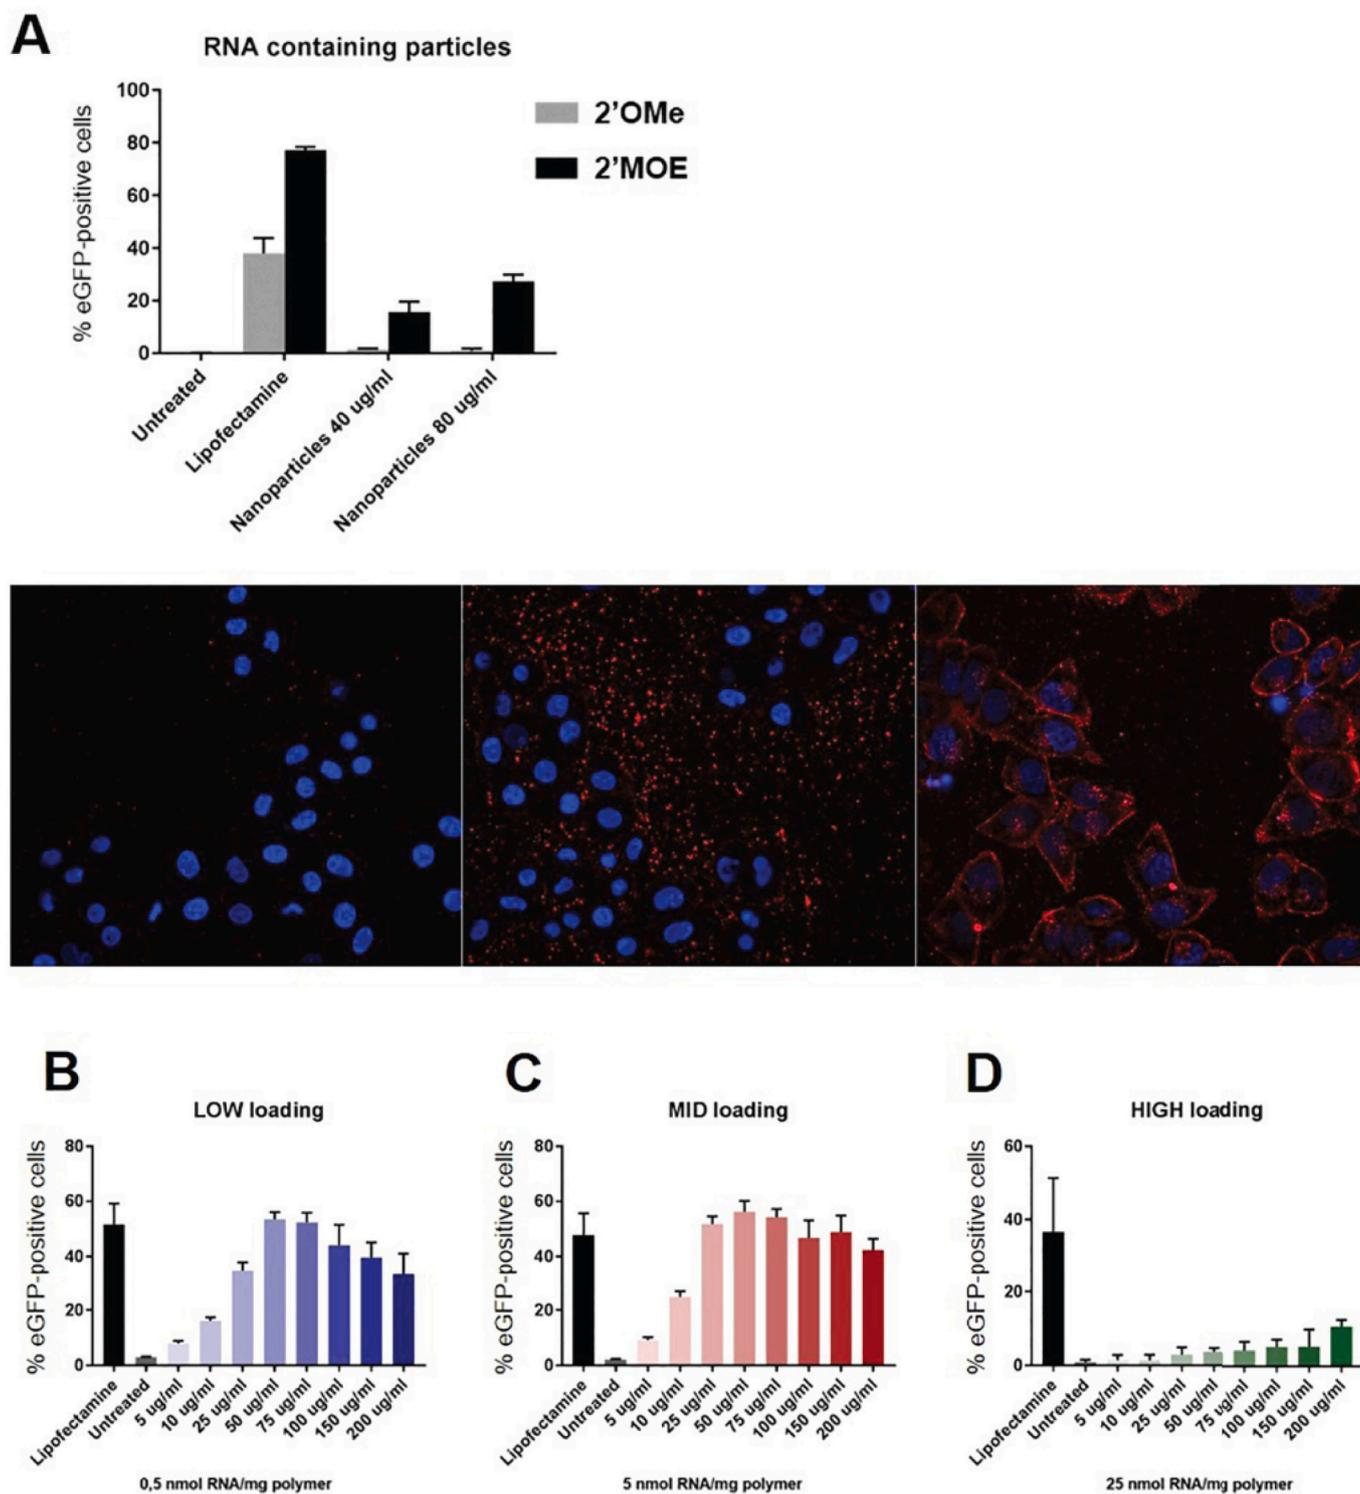 A
RNA containing particles
% eGFP-positive cells
100
80
60
40
20
0
2'OMe
2'MOE
Untreated
Lipofectamine
Nanoparticles 40 ug/ml
Nanoparticles 80 ug/ml
B
LOW loading
% eGFP-positive cells
80
60
40
20
0
Lipofectamine
Untreated
5 ug/ml
10 ug/ml
25 ug/ml
50 ug/ml
75 ug/ml
100 ug/ml
150 ug/ml
200 ug/ml
0,5 nmol RNA/mg polymer
C
MID loading
% eGFP-positive cells
80
60
40
20
0
Lipofectamine
Untreated
5 ug/ml
10 ug/ml
25 ug/ml
50 ug/ml
75 ug/ml
100 ug/ml
150 ug/ml
200 ug/ml
5 nmol RNA/mg polymer
D
HIGH loading
% eGFP-positive cells
60
40
20
0
Lipofectamine
Untreated
5 ug/ml
10 ug/ml
25 ug/ml
50 ug/ml
75 ug/ml
100 ug/ml
150 ug/ml
200 ug/ml
25 nmol RNA/mg polymer